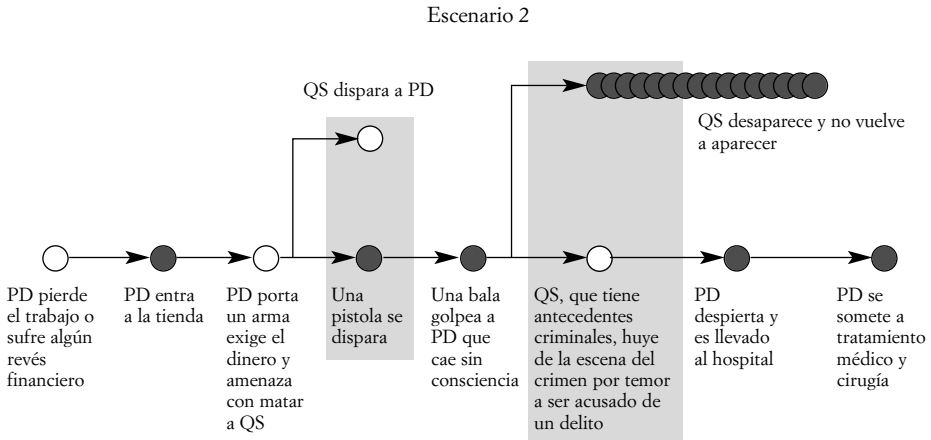 Escenario 2
QS dispara a PD
QS desaparece y no vuelve
a aparecer
PD pierde
el trabajo o
sufre algún
revés
financiero
PD entra
a la tienda
PD porta
un arma
exige el
dinero y
amenaza
con matar
a QS
Una
pistola se
dispara
Una bala
golpea a
PD que
cae sin
consciencia
QS, que tiene
antecedentes
criminales, huye
de la escena del
crimen por temor
a ser acusado de
un delito
PD
despierta y
es llevado
al hospital
PD se
somete a
tratamiento
médico y
cirugía